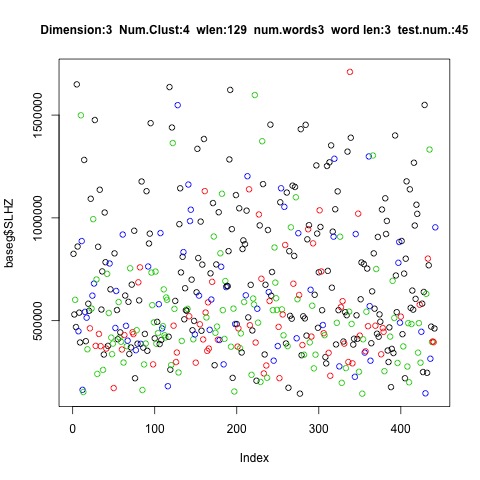 Dimension:3 Num.Clust:4 wlen:129 num.words3 word len:3 test.num.:45
1500000
1000000
500000
baseg$SLHZ
0 100 200 300 400
Index